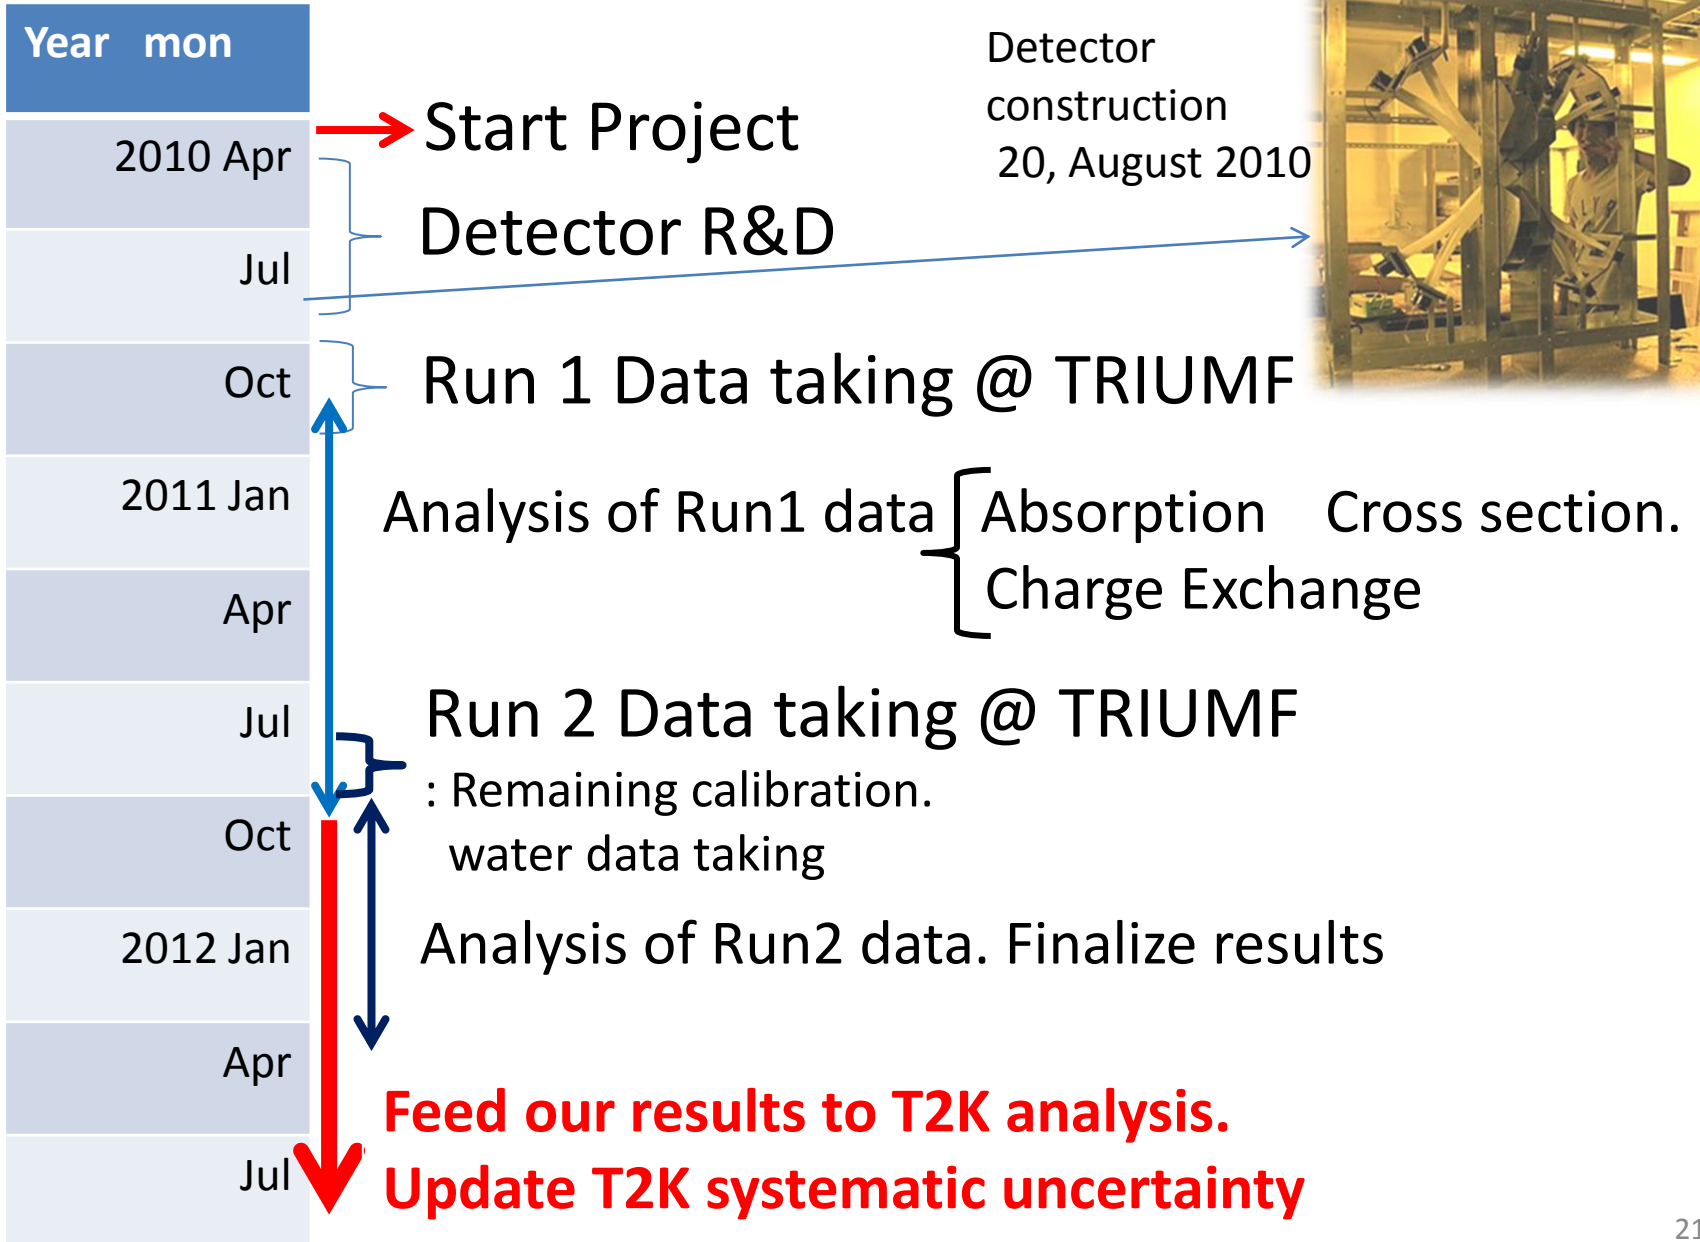 Year mon
2010 Apr
Jul
Oct
2011 Jan
Apr
Jul
Oct
2012 Jan
Apr
Jul
Start Project
Detector R&D
Detector
construction
20, August 2010
Run 1 Data taking @ TRIUMF
Analysis of Run1 data Absorption Cross section.
Charge Exchange
Run 2 Data taking @ TRIUMF
: Remaining calibration.
water data taking
Analysis of Run2 data. Finalize results
Feed our results to T2K analysis.
Update T2K systematic uncertainty
21